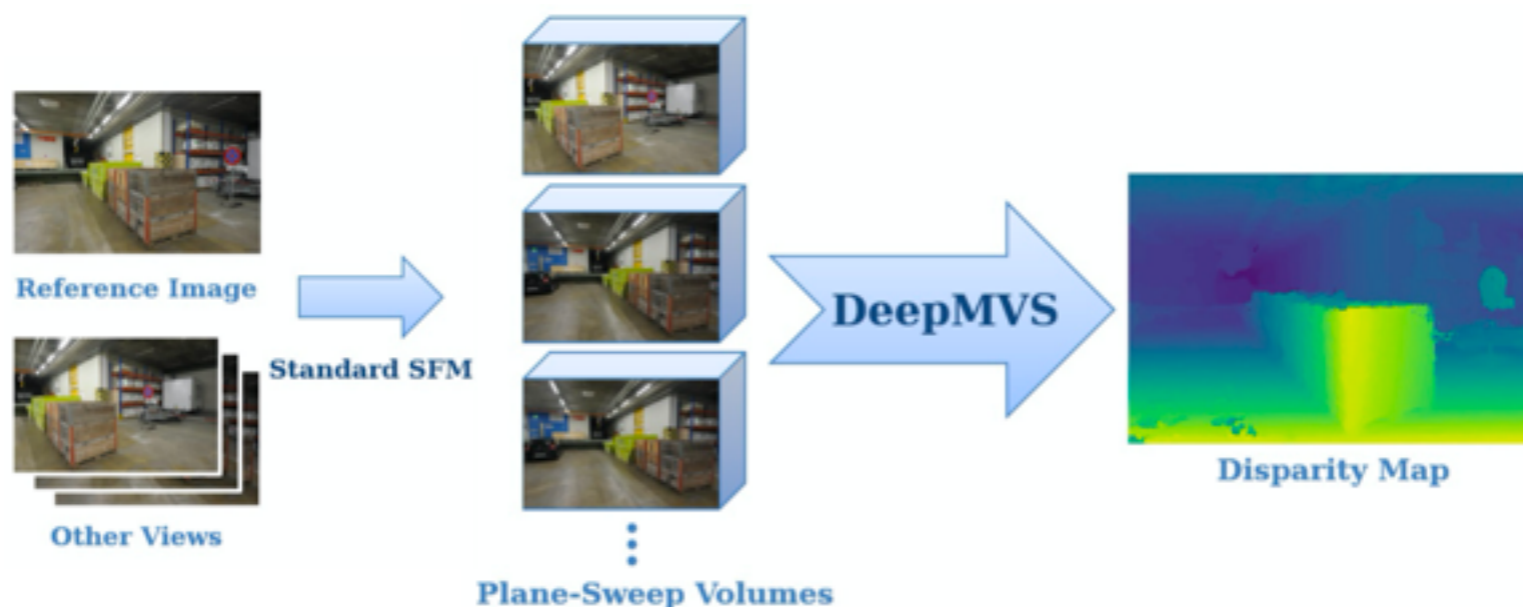 Reference Image
Other Views
Standard SFM
Plane-Sweep Volumes
DeepMVS
Disparity Map